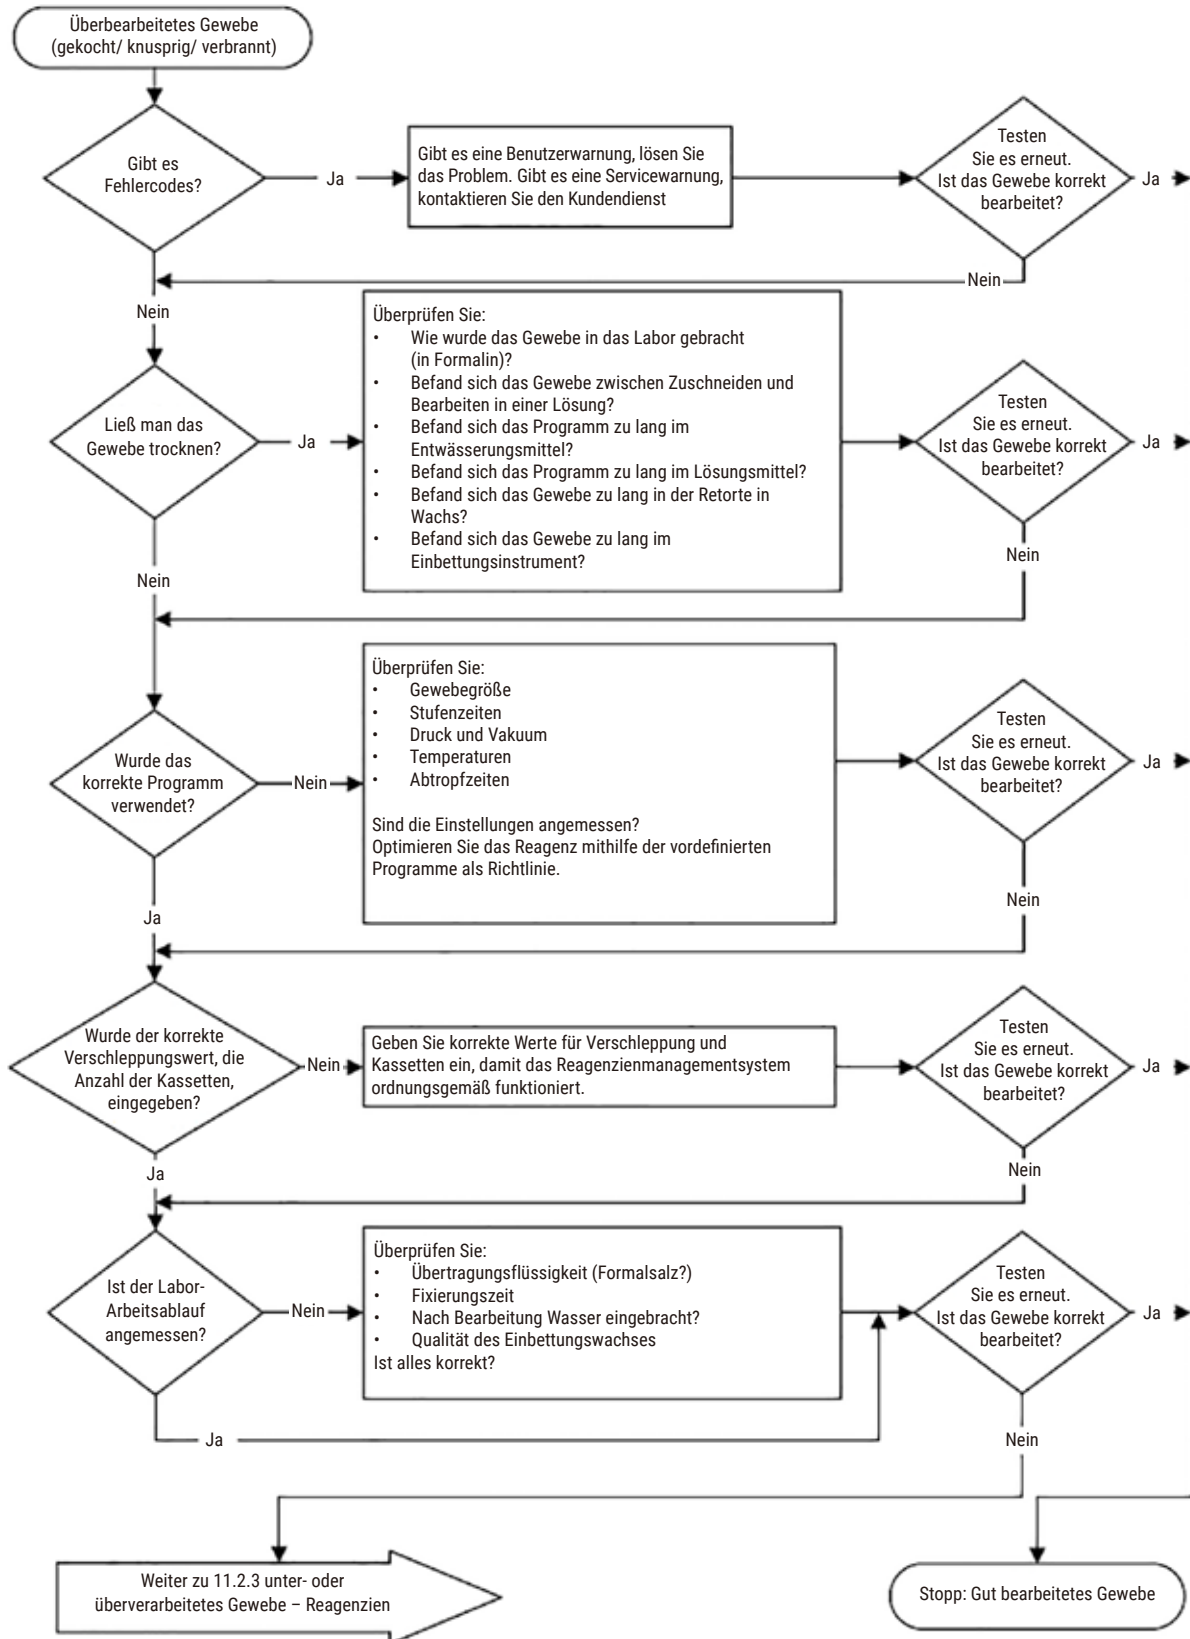 Überbearbeitetes Gewebe
(gekocht/ knusprig/ verbrannt)
Gibt es
Fehlercodes?
Ja
Gibt es eine Benutzerwarnung, lösen Sie
das Problem. Gibt es eine Servicewarnung,
kontaktieren Sie den Kundendienst
Testen
Sie es erneut.
Ist das Gewebe korrekt
bearbeitet?
Ja
Nein
Nein
Ließ man das
Gewebe trocknen?
Ja
Überprüfen Sie:
• Wie wurde das Gewebe in das Labor gebracht
(in Formalin)?
• Befand sich das Gewebe zwischen Zuschneiden und
Bearbeiten in einer Lösung?
• Befand sich das Programm zu lang im
Entwässerungsmittel?
• Befand sich das Programm zu lang im Lösungsmittel?
• Befand sich das Gewebe zu lang in der Retorte in
Wachs?
• Befand sich das Gewebe zu lang im
Einbettungsinstrument?
Testen
Sie es erneut.
Ist das Gewebe korrekt
bearbeitet?
Ja
Nein
Nein
Wurde das
korrekte Programm
verwendet?
Nein
Überprüfen Sie:
• Gewebegröße
• Stufenzeiten
• Druck und Vakuum
• Temperaturen
• Abtropfzeiten
Sind die Einstellungen angemessen?
Optimieren Sie das Reagenz mithilfe der vordefinierten
Programme als Richtlinie.
Testen
Sie es erneut.
Ist das Gewebe korrekt
bearbeitet?
Ja
Nein
Ja
Wurde der korrekte
Verschleppungswert, die
Anzahl der Kassetten,
eingegeben?
Nein
Geben Sie korrekte Werte für Verschleppung und
Kassetten ein, damit das Reagenzienmanagementsystem
ordnungsgemäß funktioniert.
Testen
Sie es erneut.
Ist das Gewebe korrekt
bearbeitet?
Ja
Nein
Ja
Ist der Labor-
Arbeitsablauf
angemessen?
Nein
Überprüfen Sie:
• Übertragungsflüssigkeit (Formalsalz?)
• Fixierungszeit
• Nach Bearbeitung Wasser eingebracht?
• Qualität des Einbettungswachses
Ist alles korrekt?
Testen
Sie es erneut.
Ist das Gewebe korrekt
bearbeitet?
Ja
Ja
Nein
Weiter zu 11.2.3 unter- oder
überverarbeitetes Gewebe – Reagenzien
Stopp: Gut bearbeitetes Gewebe